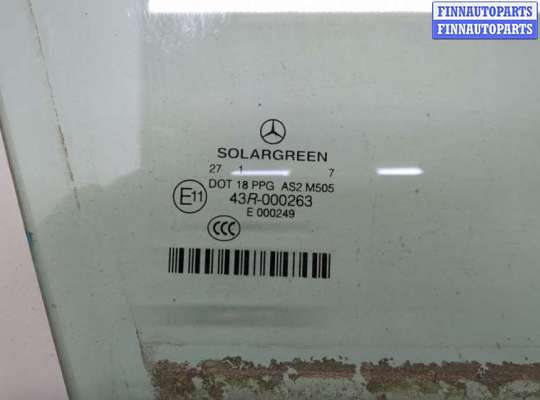 FINNAUTOPARTS
FINNAUTOPARTS
SOLARGREEN
27 1 7
DOT 18 PPG AS2 M505
E11 43R-000263
E 000249
CCC